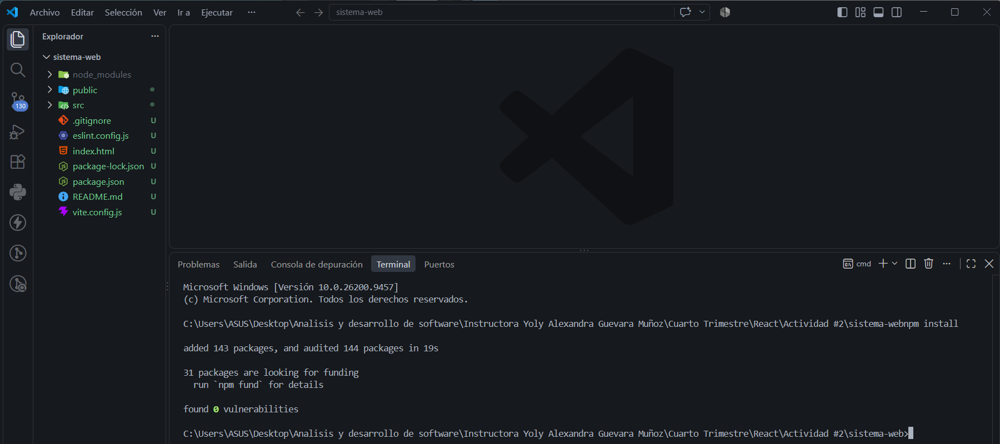 Archivo Editar Selección Ver Ir a Ejecutar ··· sistema-web
Explorador ···
sistema-web
node_modules
public
src
130
.gitignore U
eslint.config.js U
index.html U
package-lock.json U
package.json U
README.md U
vite.config.js U
Problemas Salida Consola de depuración Terminal Puertos cmd
Microsoft Windows [Versión 10.0.26200.9457]
(c) Microsoft Corporation. Todos los derechos reservados.
C:\Users\ASUS\Desktop\Analisis y desarrollo de software\Instructora Yoly Alexandra Guevara Muñoz\Cuarto Trimestre\React\Actividad #2\sistema-webnpm install
added 143 packages, and audited 144 packages in 19s
31 packages are looking for funding
run `npm fund` for details
found 0 vulnerabilities
C:\Users\ASUS\Desktop\Analisis y desarrollo de software\Instructora Yoly Alexandra Guevara Muñoz\Cuarto Trimestre\React\Actividad #2\sistema-web>